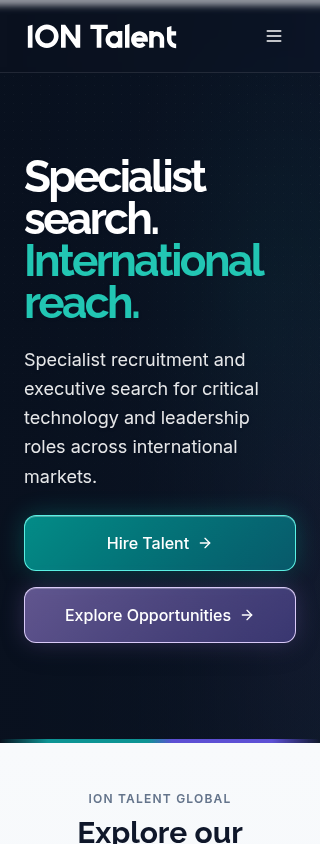 ION Talent
Specialist
search.
International
reach.
Specialist recruitment and
executive search for critical
technology and leadership
roles across international
markets.
Hire Talent →
Explore Opportunities →
ION TALENT GLOBAL
Explore our